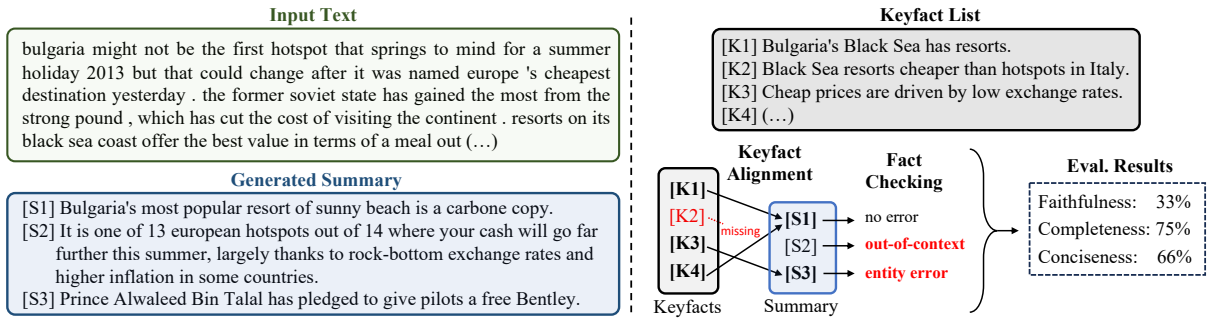 Input Text
bulgaria might not be the first hotspot that springs to mind for a summer
holiday 2013 but that could change after it was named europe 's cheapest
destination yesterday . the former soviet state has gained the most from the
strong pound , which has cut the cost of visiting the continent . resorts on its
black sea coast offer the best value in terms of a meal out (…)
Generated Summary
[S1] Bulgaria's most popular resort of sunny beach is a carbone copy.
[S2] It is one of 13 european hotspots out of 14 where your cash will go far
further this summer, largely thanks to rock-bottom exchange rates and
higher inflation in some countries.
[S3] Prince Alwaleed Bin Talal has pledged to give pilots a free Bentley.
Keyfact List
[K1] Bulgaria's Black Sea has resorts.
[K2] Black Sea resorts cheaper than hotspots in Italy.
[K3] Cheap prices are driven by low exchange rates.
[K4] (…)
Keyfact
Alignment
Fact
Checking
[K1]
[K2]
[K3]
[K4]
missing
[S1]
[S2]
[S3]
no error
out-of-context
entity error
Keyfacts
Summary
Eval. Results
Faithfulness: 33%
Completeness: 75%
Conciseness: 66%